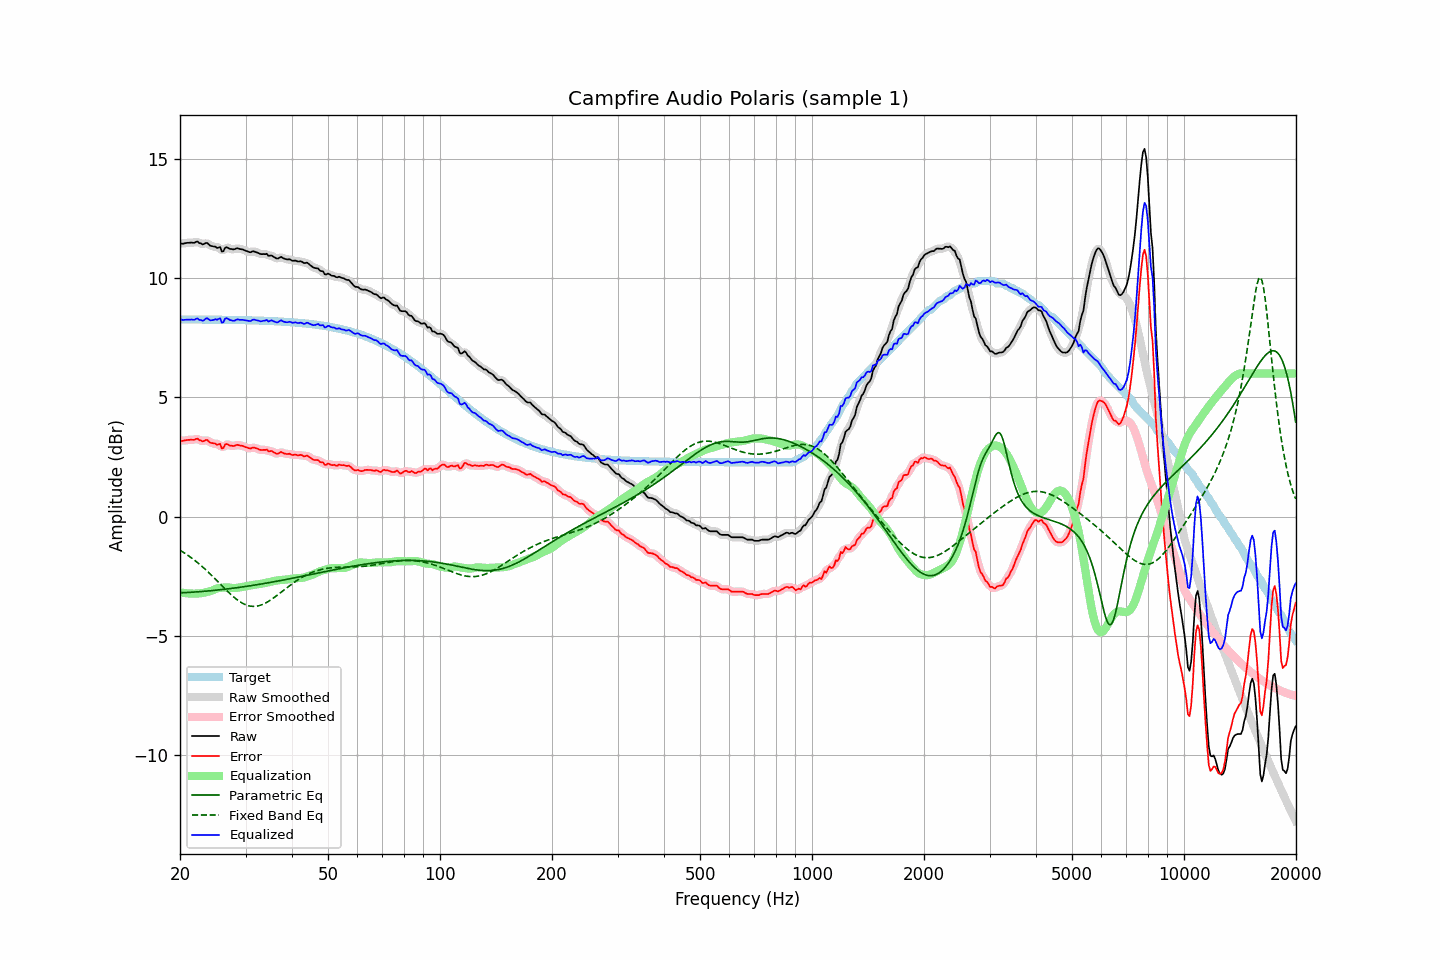 Campfire Audio Polaris (sample 1)
Amplitude (dBr)
15
10
5
0
−5
−10
Target
Raw Smoothed
Error Smoothed
Raw
Error
Equalization
Parametric Eq
Fixed Band Eq
Equalized
20 50 100 200 500 1000 2000 5000 10000 20000
Frequency (Hz)